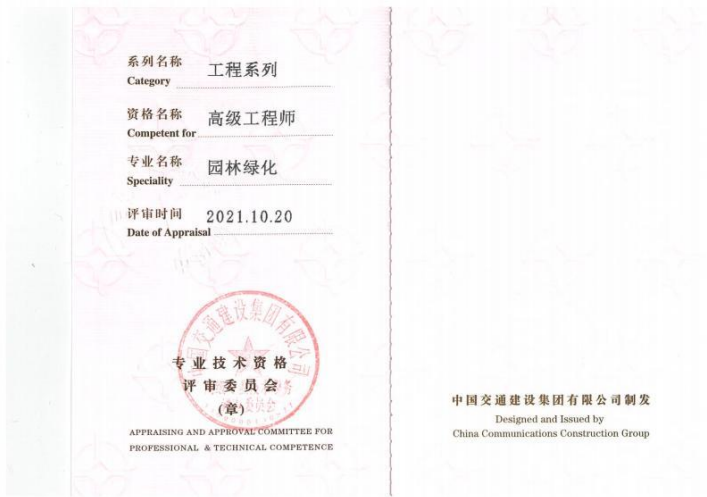 系列名称 工程系列
Category
资格名称 高级工程师
Competent for
专业名称 园林绿化
Speciality
评审时间 2021.10.20
Date of Appraisal
中国交通建设集团有限公司
专业技术资格
评审委员会
(章)
APPRAISING AND APPROVAL COMMITTEE FOR
PROFESSIONAL & TECHNICAL COMPETENCE
中国交通建设集团有限公司制发
Designed and Issued by
China Communications Construction Group